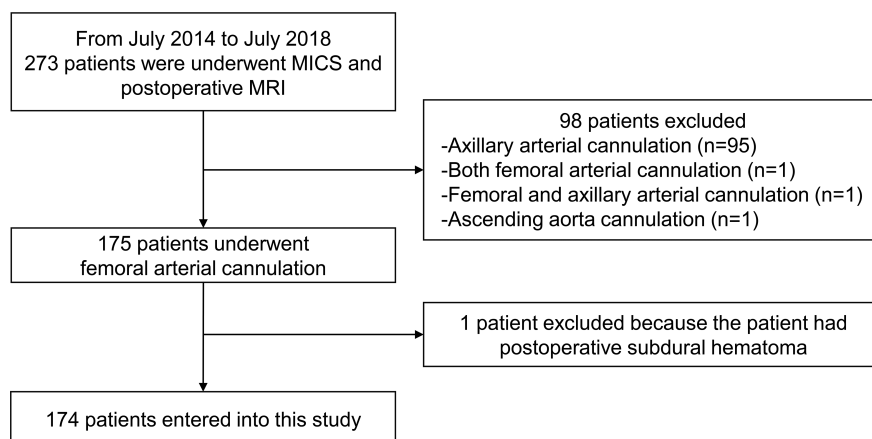 From July 2014 to July 2018
273 patients were underwent MICS and
postoperative MRI
98 patients excluded
-Axillary arterial cannulation (n=95)
-Both femoral arterial cannulation (n=1)
-Femoral and axillary arterial cannulation (n=1)
-Ascending aorta cannulation (n=1)
175 patients underwent
femoral arterial cannulation
1 patient excluded because the patient had
postoperative subdural hematoma
174 patients entered into this study